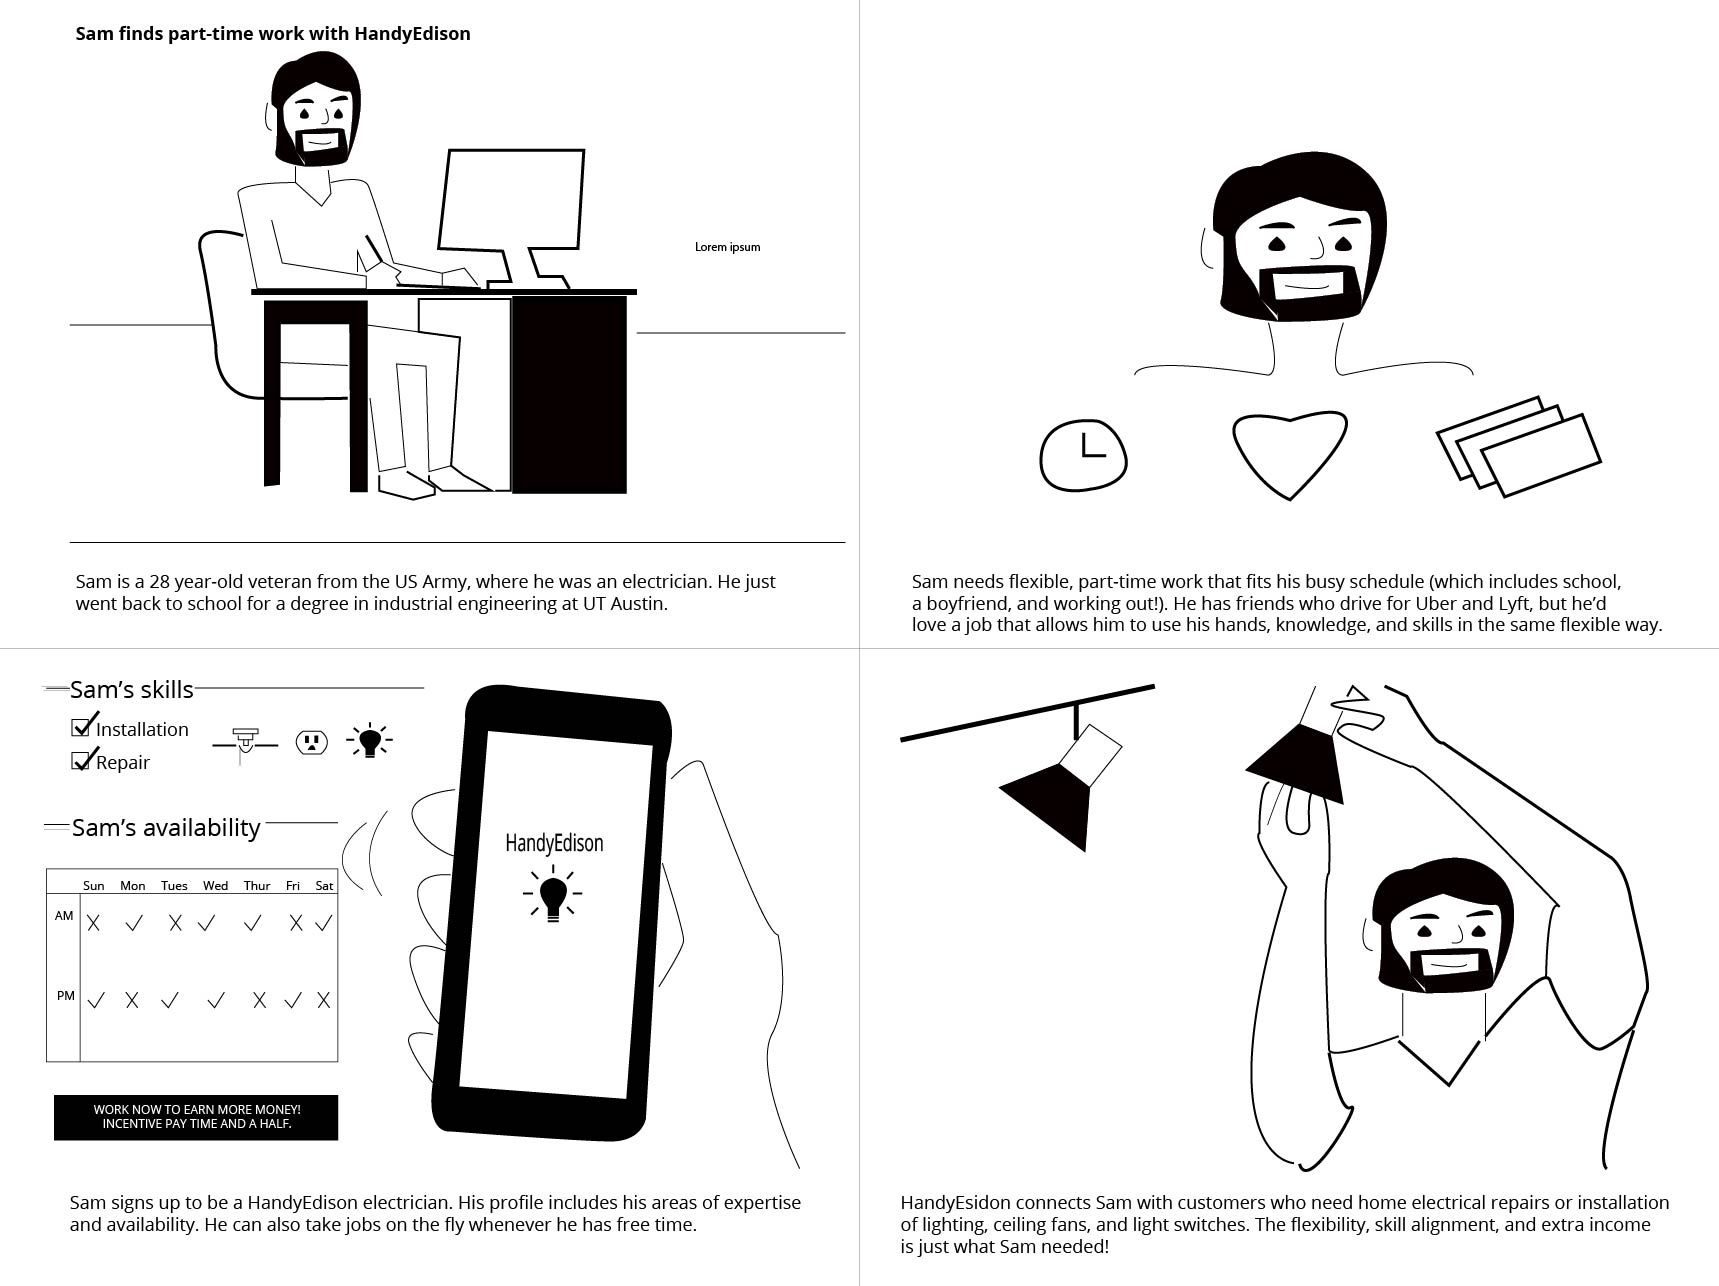 Sam finds part-time work with HandyEdison
Lorem ipsum
Sam is a 28 year-old veteran from the US Army, where he was an electrician. He just
went back to school for a degree in industrial engineering at UT Austin.
Sam needs flexible, part-time work that fits his busy schedule (which includes school,
a boyfriend, and working out!). He has friends who drive for Uber and Lyft, but he'd
love a job that allows him to use his hands, knowledge, and skills in the same flexible way.
Sam's skills
Installation
Repair
Sam's availability
Sun Mon Tues Wed Thur Fri Sat
AM X ✓ X ✓ ✓ X ✓
PM ✓ X ✓ ✓ X ✓ X
WORK NOW TO EARN MORE MONEY!
INCENTIVE PAY TIME AND A HALF.
HandyEdison
Sam signs up to be a HandyEdison electrician. His profile includes his areas of expertise
and availability. He can also take jobs on the fly whenever he has free time.
HandyEsidon connects Sam with customers who need home electrical repairs or installation
of lighting, ceiling fans, and light switches. The flexibility, skill alignment, and extra income
is just what Sam needed!